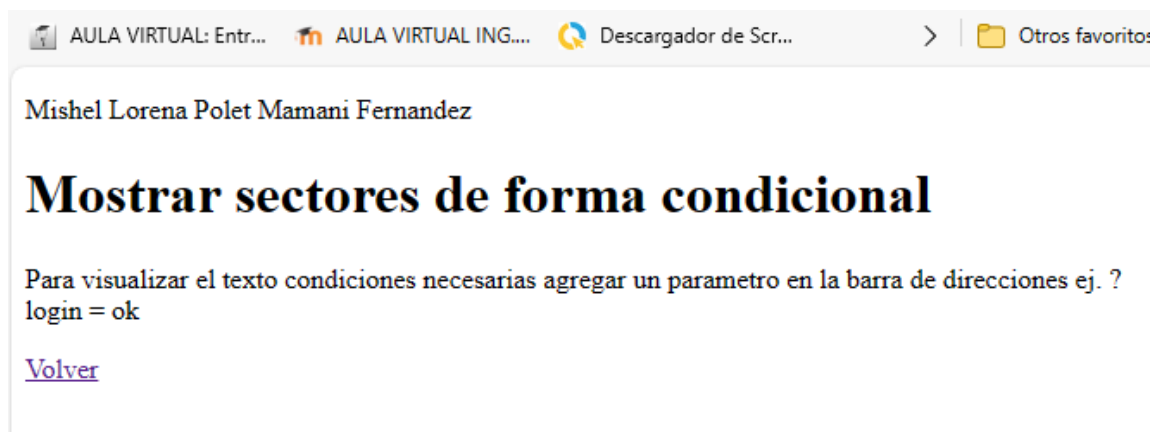 AULA VIRTUAL: Entr... AULA VIRTUAL ING.... Descargador de Scr... Otros favoritos
Mishel Lorena Polet Mamani Fernandez
Mostrar sectores de forma condicional
Para visualizar el texto condiciones necesarias agregar un parametro en la barra de direcciones ej. ?
login = ok
Volver